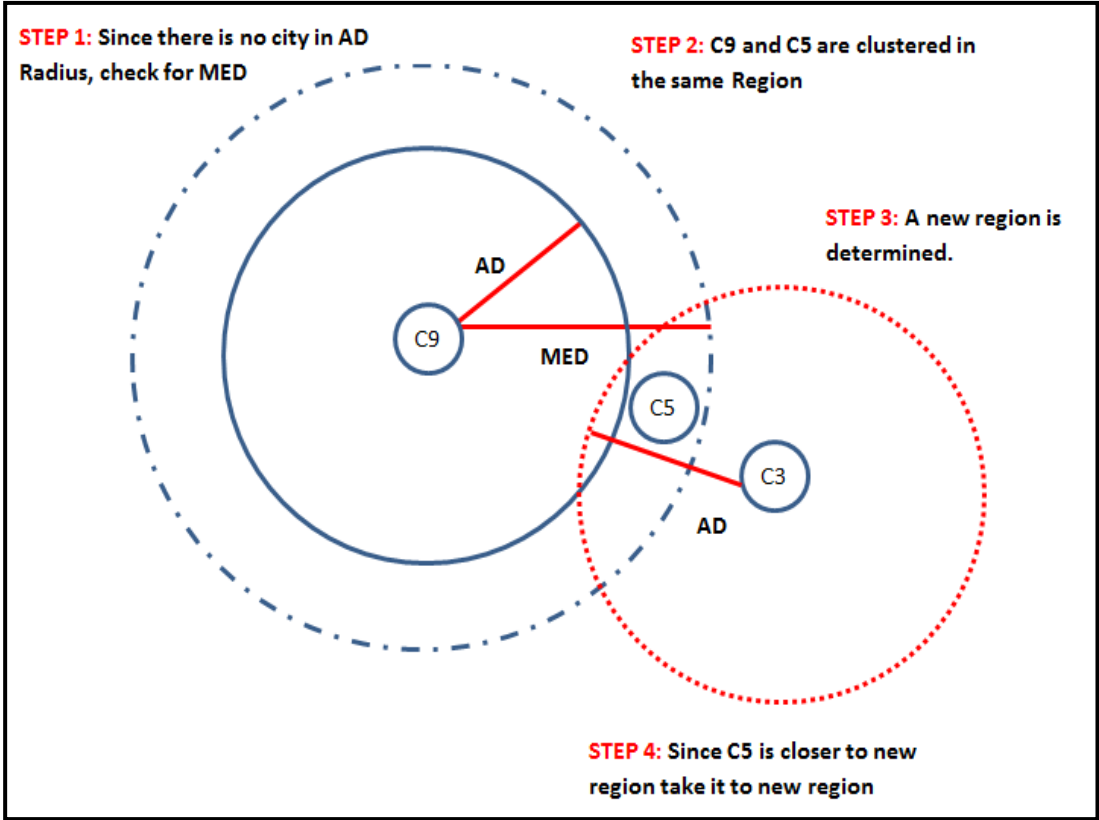 STEP 1: Since there is no city in AD
Radius, check for MED
STEP 2: C9 and C5 are clustered in
the same Region
STEP 3: A new region is
determined.
AD
C9
MED
C5
C3
AD
STEP 4: Since C5 is closer to new
region take it to new region